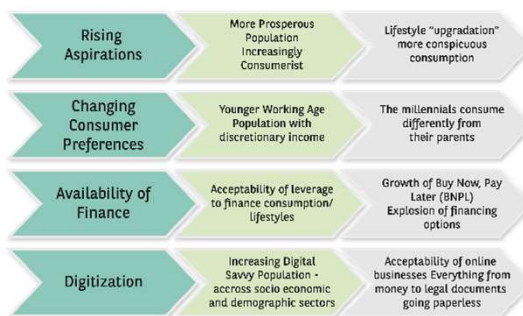 Rising
Aspirations
More Prosperous
Population
Increasingly
Consumerist
Lifestyle “upgradation”
more conspicuous
consumption
Changing
Consumer
Preferences
Younger Working Age
Population with
discretionary income
The millennials consume
differently from
their parents
Availability of
Finance
Acceptability of leverage
to finance consumption/
lifestyles
Growth of Buy Now, Pay
Later (BNPL)
Explosion of financing
options
Digitization
Increasing Digital
Savvy Population -
accross socio economic
and demographic sectors
Acceptability of online
businesses Everything from
money to legal documents
going paperless